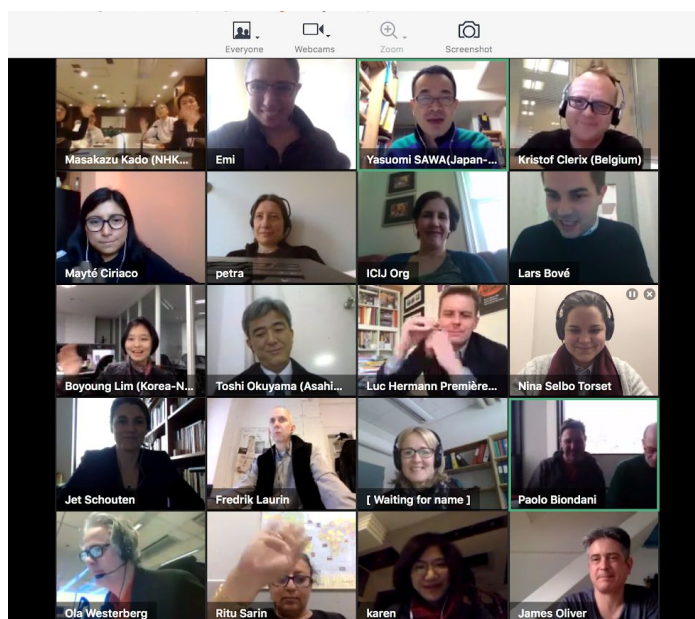 Everyone
Webcams
Zoom
Screenshot
Masakazu Kado (NHK...
Emi
Yasuomi SAWA(Japan-...
Kristof Clerix (Belgium)
Mayté Ciriaco
petra
ICIJ Org
Lars Bové
Boyoung Lim (Korea-N...
Toshi Okuyama (Asahi...
Luc Hermann Première...
Nina Selbo Torset
Jet Schouten
Fredrik Laurin
[ Waiting for name ]
Paolo Biondani
Ola Westerberg
Ritu Sarin
karen
James Oliver